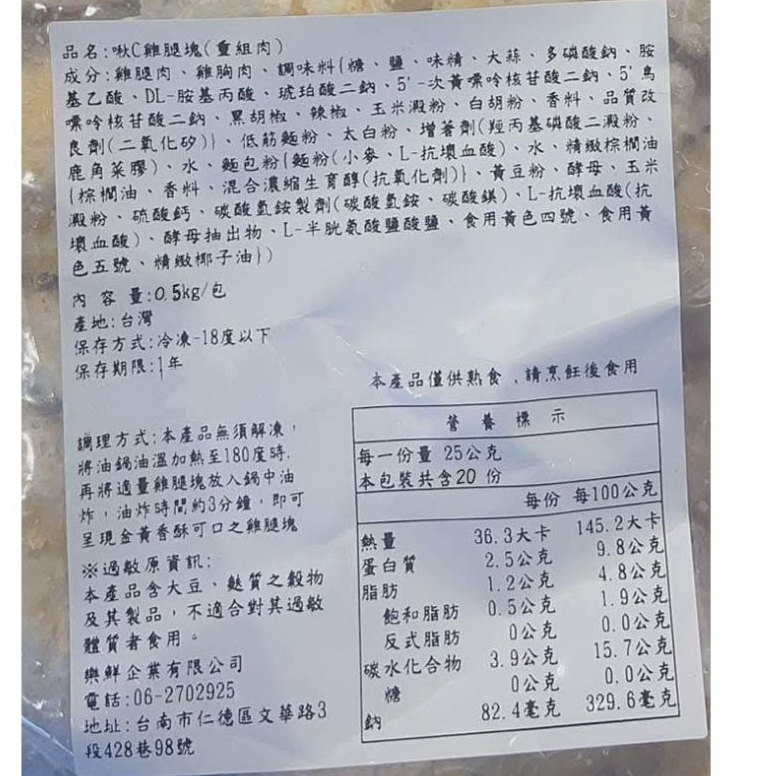 品名:啾C雞腿塊(重組肉)
成分:雞腿肉、雞胸肉、調味料{糖、鹽、味精、大蒜、多磷酸鈉、胺
基乙酸、DL-胺基丙酸、琥珀酸二鈉、5'-次黃嘌呤核苷酸二鈉、5'鳥
嘌呤核苷酸二鈉、黑胡椒、辣椒、玉米澱粉、白胡粉、香料、品質改
良劑(二氧化矽)}、低筋麵粉、太白粉、增著劑(羥丙基磷酸二澱粉、
鹿角菜膠)、水、麵包粉{麵粉(小麥、L-抗壞血酸)、水、精緻棕櫚油
{棕櫚油、香料、混合濃縮生育醇(抗氧化劑)}、黃豆粉、酵母、玉米
澱粉、硫酸鈣、碳酸氫銨製劑(碳酸氫銨、碳酸鎂)、L-抗壞血酸(抗
壞血酸)、酵母抽出物、L-半胱氨酸鹽酸鹽、食用黃色四號、食用黃
色五號、精緻椰子油})
內 容 量:0.5kg/包
產地:台灣
保存方式:冷凍-18度以下
保存期限:1年
本產品僅供熟食,請烹飪後食用
調理方式:本產品無須解凍,
將油鍋油溫加熱至180度時.
再將適量雞腿塊放入鍋中油
炸,油炸時間約3分鐘,即可
呈現金黃香酥可口之雞腿塊
※過敏原資訊:
本產品含大豆、麩質之穀物
及其製品,不適合對其過敏
體質者食用。
樂鮮企業有限公司
電話:06-2702925
地址:台南市仁德區文華路3
段428巷98號
營 養 標 示
每一份量 25公克
本包裝共含20 份
每份 每100公克
熱量 36.3大卡 145.2大卡
蛋白質 2.5公克 9.8公克
脂肪 1.2公克 4.8公克
飽和脂肪 0.5公克 1.9公克
反式脂肪 0公克 0.0公克
碳水化合物 3.9公克 15.7公克
糖 0公克 0.0公克
鈉 82.4毫克 329.6毫克